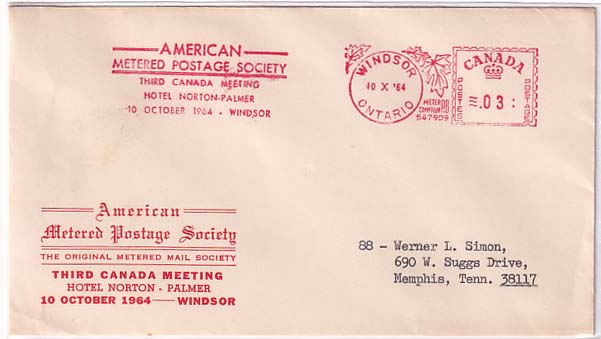 AMERICAN
METERED POSTAGE SOCIETY
THIRD CANADA MEETING
HOTEL NORTON-PALMER
10 OCTOBER 1964 - WINDSOR
WINDSOR
10 X '64
ONTARIO
METER
COMPTEUR
547909
CANADA
POSTES
POSTAGE
.03 :
American
Metered Postage Society
THE ORIGINAL METERED MAIL SOCIETY
THIRD CANADA MEETING
HOTEL NORTON - PALMER
10 OCTOBER 1964 — WINDSOR
88 - Werner L. Simon,
690 W. Suggs Drive,
Memphis, Tenn. 38117